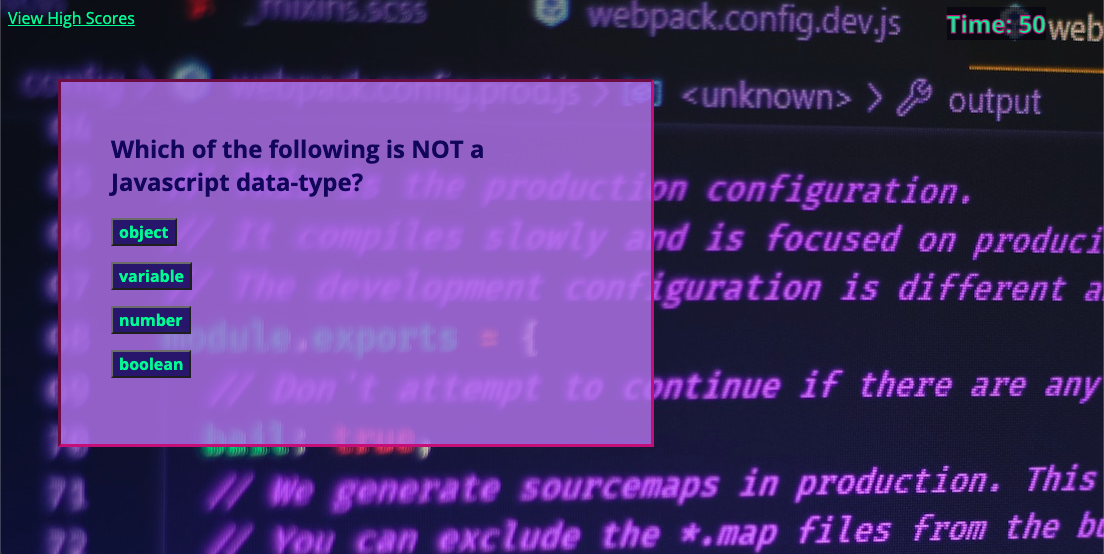 View High Scores
_mixins.scss
webpack.config.dev.js
Time: 50
web
config > webpack.config.prod.js > <unknown> > output
Which of the following is NOT a
Javascript data-type?
object
variable
number
boolean
the production configuration.
// It compiles slowly and is focused on produci
// The development configuration is different a
module.exports = {
// Don't attempt to continue if there are any
bail: true,
71 // We generate sourcemaps in production. This
72 // You can exclude the *.map files from the bu